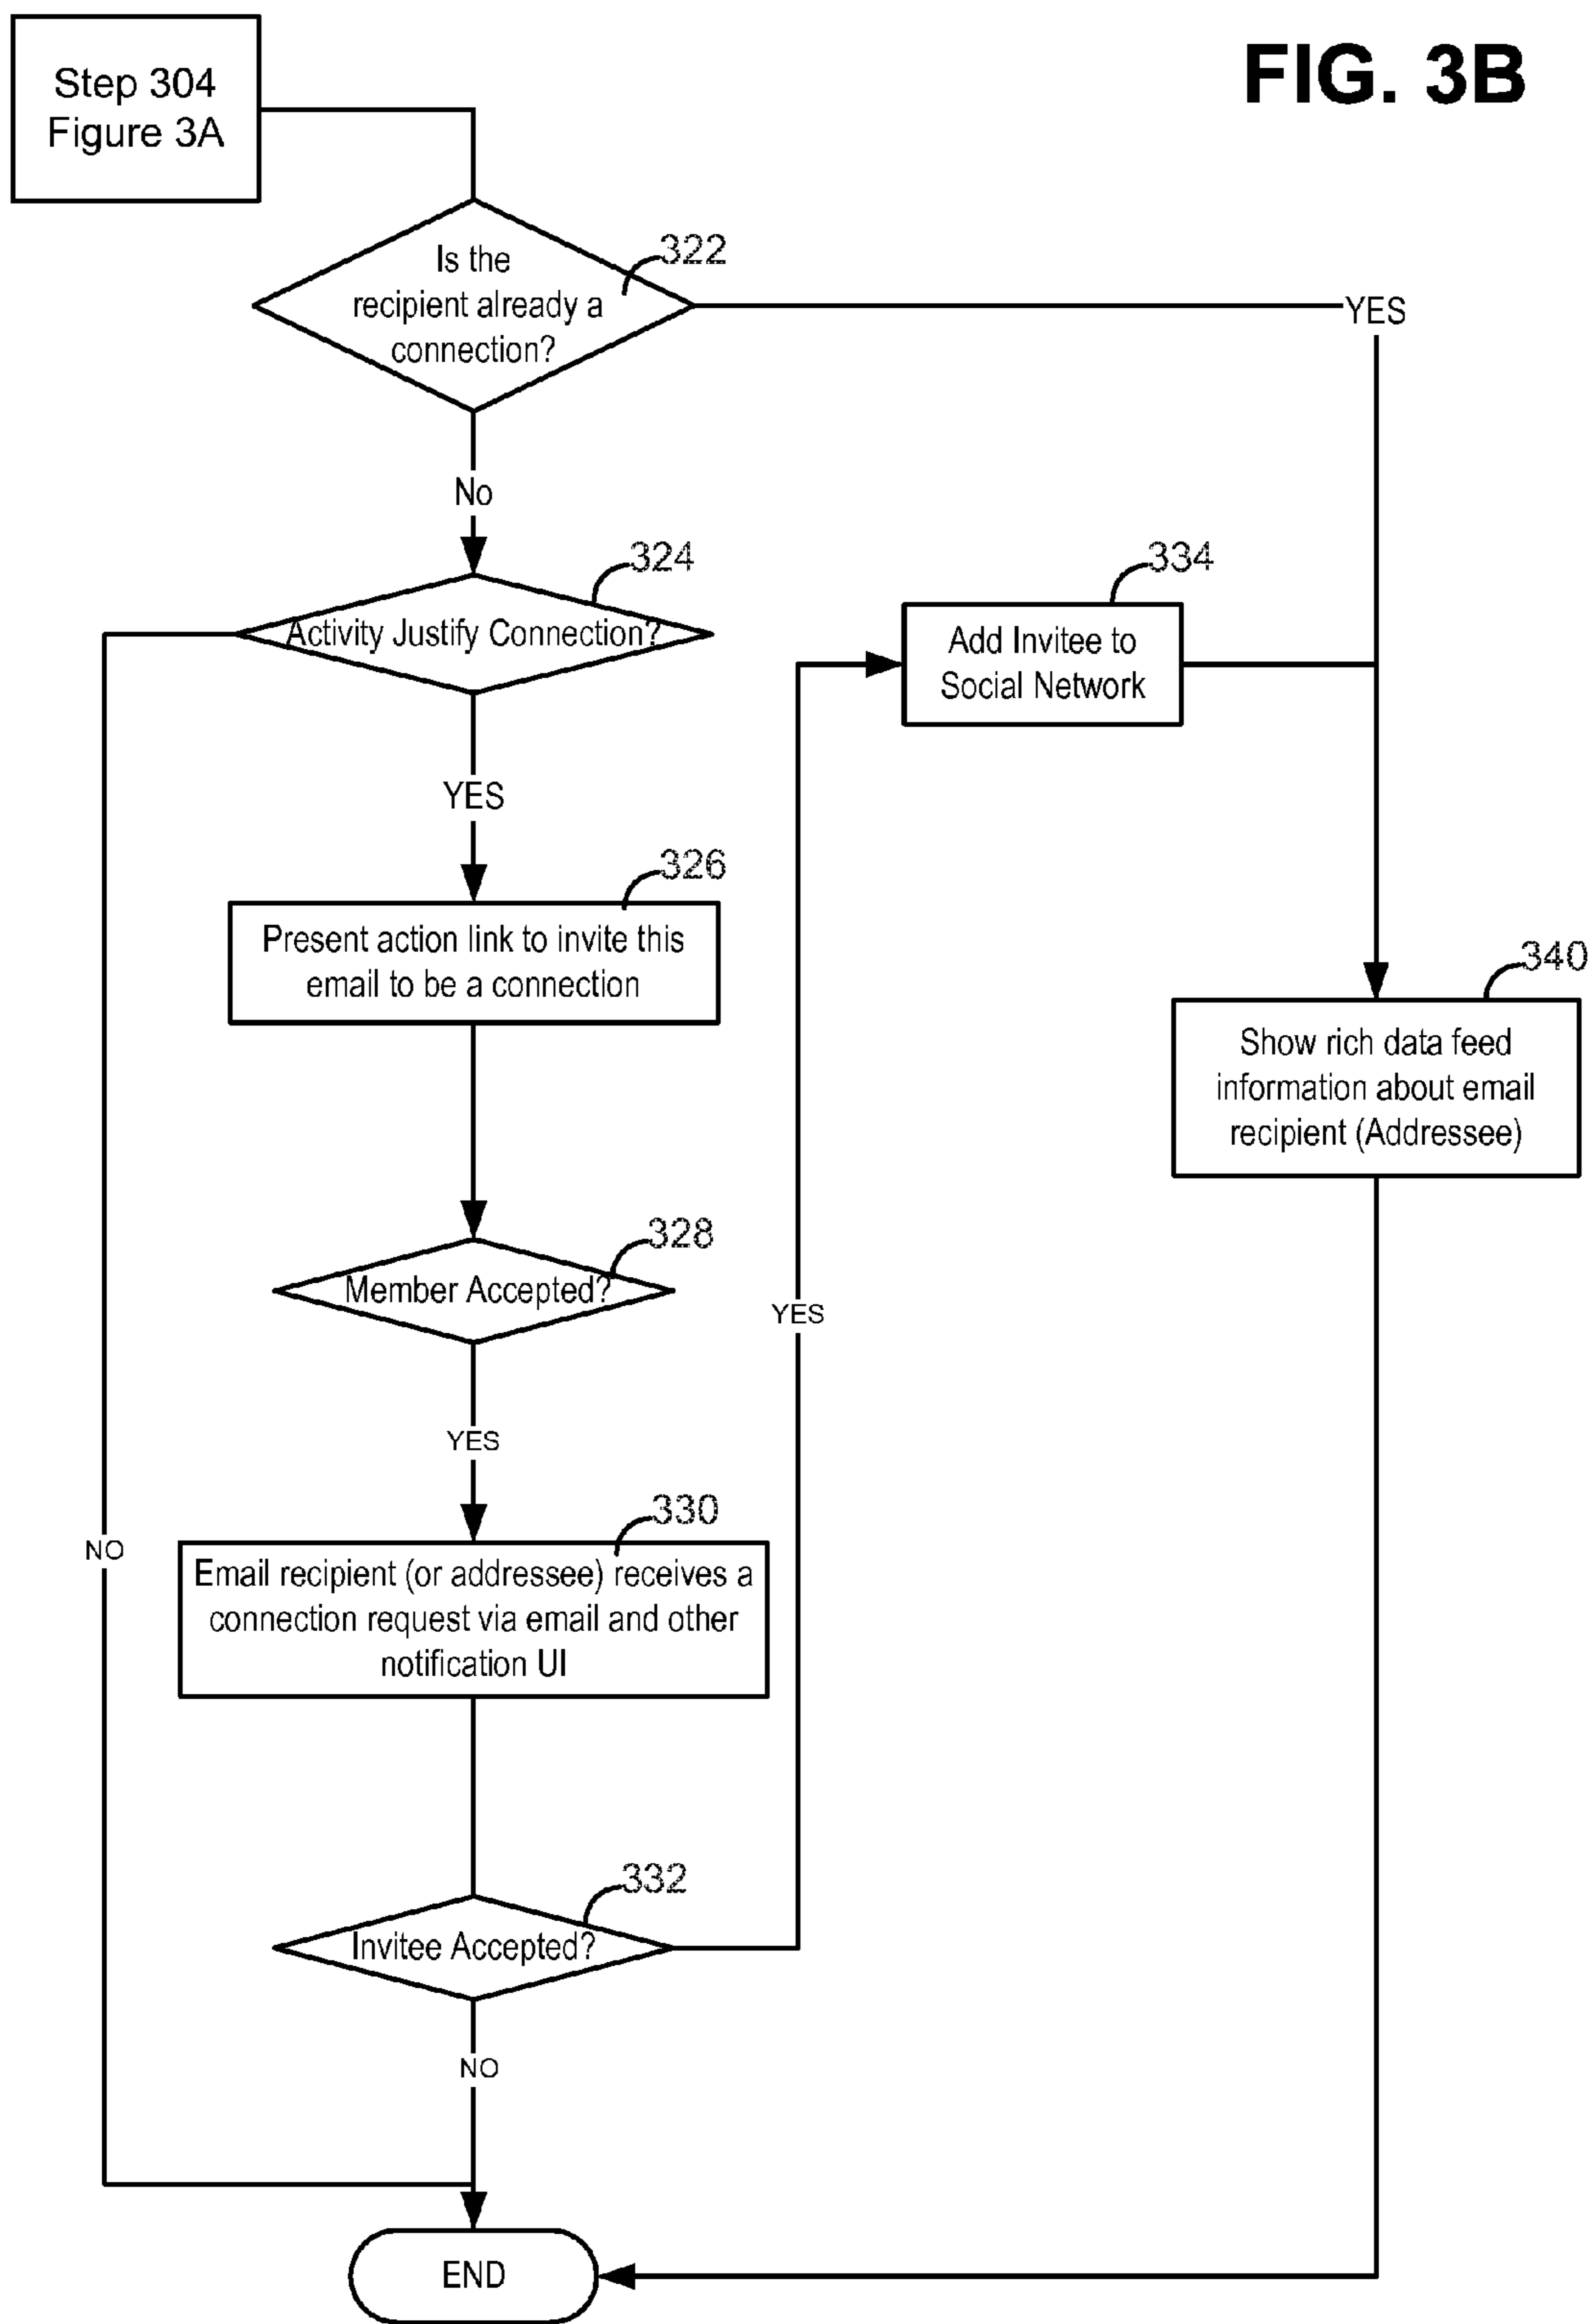 FIG. 3B
Step 304
Figure 3A
Is the
recipient already a
connection?
322
YES
No
324
Activity Justify Connection?
334
Add Invitee to
Social Network
YES
326
Present action link to invite this
email to be a connection
340
Show rich data feed
information about email
recipient (Addressee)
328
Member Accepted?
YES
YES
330
NO
Email recipient (or addressee) receives a
connection request via email and other
notification UI
332
Invitee Accepted?
NO
END